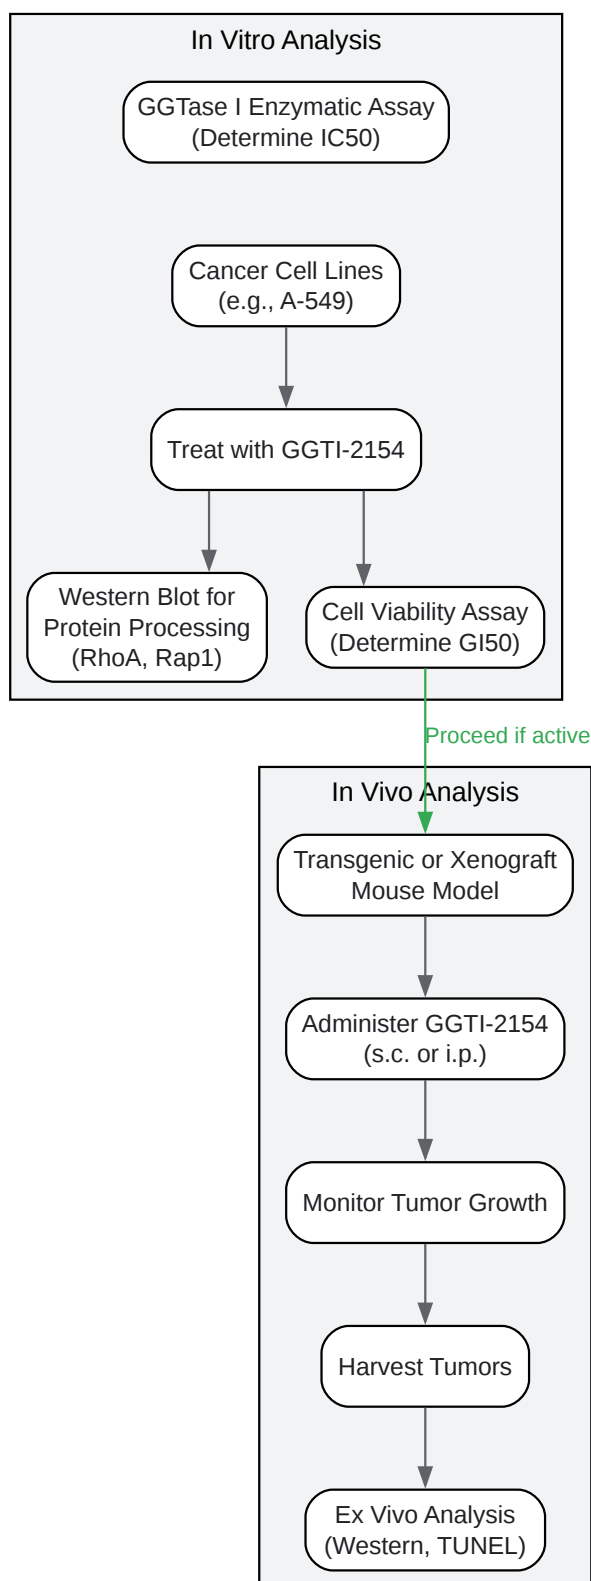 In Vitro Analysis
GGTase I Enzymatic Assay
(Determine IC50)
Cancer Cell Lines
(e.g., A-549)
Treat with GGTI-2154
Western Blot for
Protein Processing
(RhoA, Rap1)
Cell Viability Assay
(Determine GI50)
Proceed if active
In Vivo Analysis
Transgenic or Xenograft
Mouse Model
Administer GGTI-2154
(s.c. or i.p.)
Monitor Tumor Growth
Harvest Tumors
Ex Vivo Analysis
(Western, TUNEL)